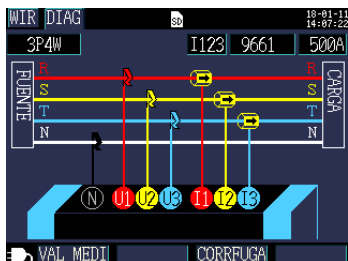 WIR DIAG SD 18-01-11
14:07:22
3P4W I123 9661 500A
FUENTE
R R
S S
T T
N N
CARGA
N U1 U2 U3 I1 I2 I3
VAL MEDI CORRFUGA